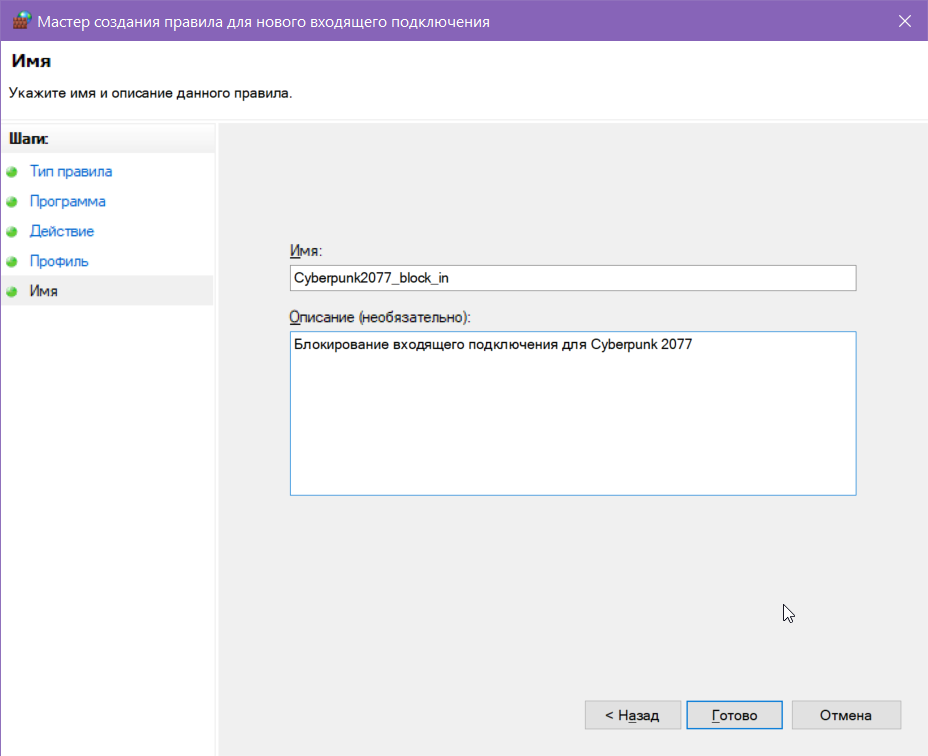 Мастер создания правила для нового входящего подключения
Имя
Укажите имя и описание данного правила.
Шаги:
Тип правила
Программа
Действие
Профиль
Имя
Имя:
Cyberpunk2077_block_in
Описание (необязательно):
Блокирование входящего подключения для Cyberpunk 2077
< Назад
Готово
Отмена